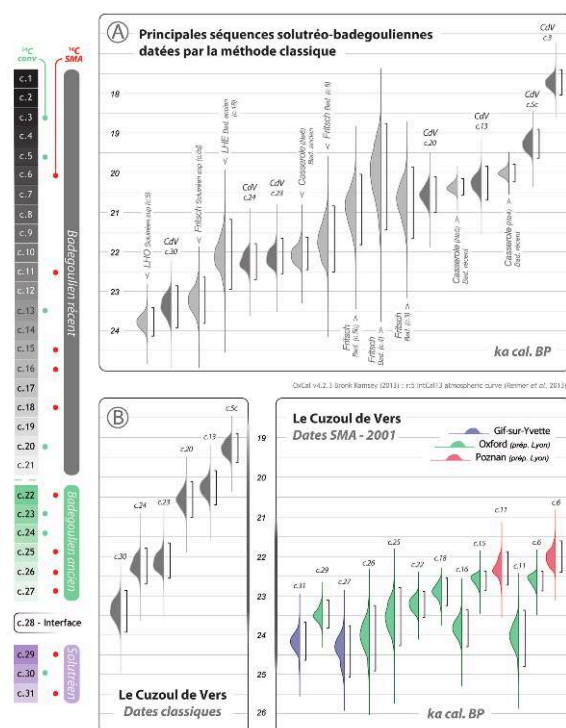 14C conv
14C SMA
c.1
c.2
c.3
c.4
c.5
c.6
c.7
c.8
c.9
c.10
c.11
c.12
c.13
c.14
c.15
c.16
c.17
c.18
c.19
c.20
c.21
Badegoulien récent
c.22
c.23
c.24
c.25
c.26
c.27
Badegoulien ancien
c.28 - Interface
c.29
c.30
c.31
Solutréen
A
Principales séquences solutréo-badegouliennes
datées par la méthode classique
18
19
20
21
22
23
24
LHO Solutréen sup (c.5)
CdV
c.30
Fritsch Solutréen sup
LHE Bad. ancien
CdV
c.24
CdV
c.23
Casserole
Bad. ancien
Fritsch Bad.
Fritsch
Bad.
Fritsch
Bad.
Fritsch
Bad.
CdV
c.20
Casserole
Bad. récent
CdV
c.13
Casserole
Bad. récent
CdV
c.5c
CdV
c.3
ka cal. BP
OxCal v4.2.3 Bronk Ramsey (2013) ; r:5 IntCal13 atmospheric curve (Reimer et al. 2013)
B
c.30
c.24
c.23
c.20
c.13
c.5c
Le Cuzoul de Vers
Dates classiques
19
20
21
22
23
24
25
26
Le Cuzoul de Vers
Dates SMA - 2001
Gif-sur-Yvette
Oxford (prép. Lyon)
Poznan (prép. Lyon)
c.31
c.29
c.27
c.26
c.25
c.22
c.18
c.16
c.15
c.11
c.11
c.6
c.6
ka cal. BP